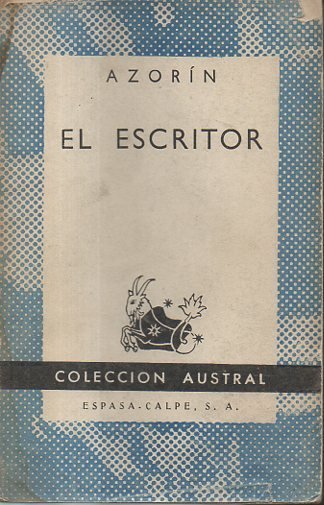 AZORÍN
EL ESCRITOR
COLECCION AUSTRAL
ESPASA-CALPE, S. A.